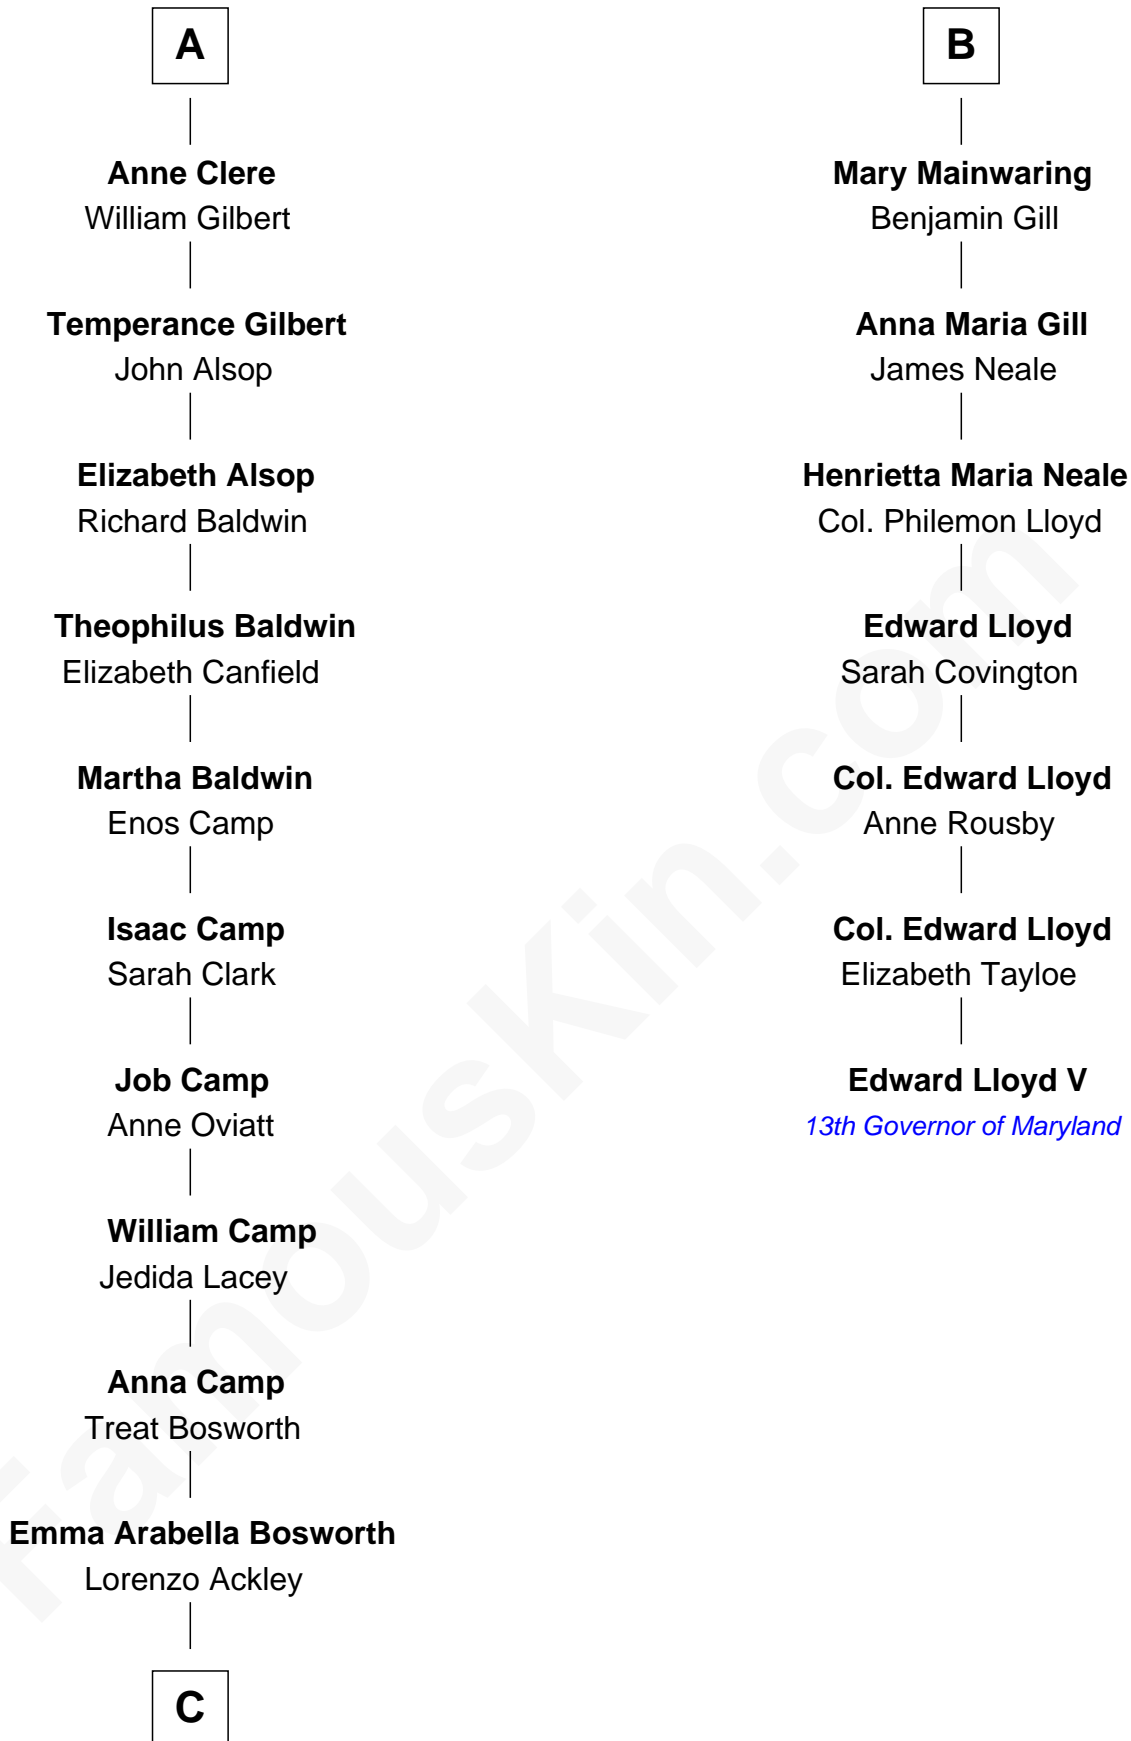 A
Anne Clere
William Gilbert
Temperance Gilbert
John Alsop
Elizabeth Alsop
Richard Baldwin
Theophilus Baldwin
Elizabeth Canfield
Martha Baldwin
Enos Camp
Isaac Camp
Sarah Clark
Job Camp
Anne Oviatt
William Camp
Jedida Lacey
Anna Camp
Treat Bosworth
Emma Arabella Bosworth
Lorenzo Ackley
C
B
Mary Mainwaring
Benjamin Gill
Anna Maria Gill
James Neale
Henrietta Maria Neale
Col. Philemon Lloyd
Edward Lloyd
Sarah Covington
Col. Edward Lloyd
Anne Rousby
Col. Edward Lloyd
Elizabeth Tayloe
Edward Lloyd V
13th Governor of Maryland
FamousKin.com